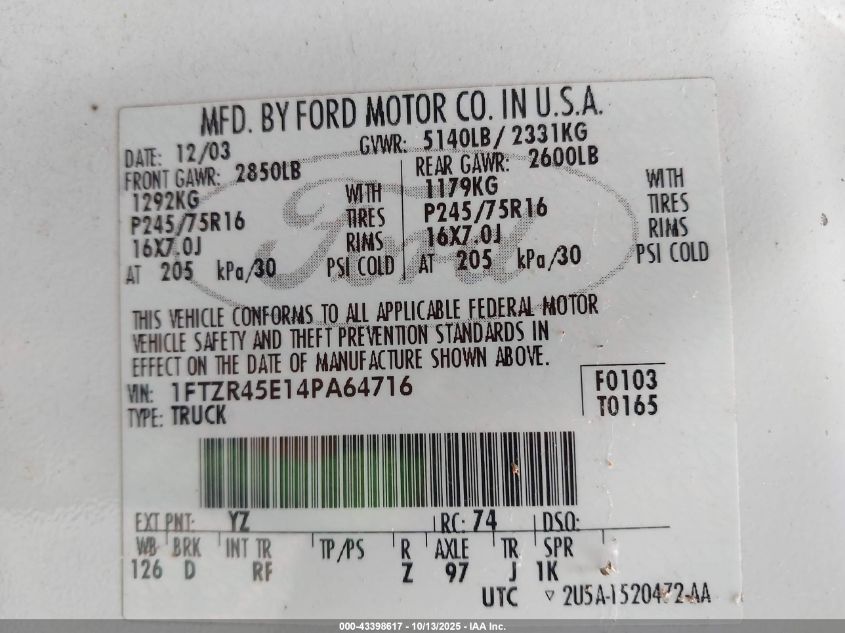 MFD. BY FORD MOTOR CO. IN U.S.A.
DATE: 12/03 GVWR: 5140LB/ 2331KG
FRONT GAWR: 2850LB REAR GAWR: 2600LB
1292KG WITH 1179KG WITH
P245/75R16 TIRES P245/75R16 TIRES
16X7.0J RIMS 16X7.0J RIMS
AT 205 kPa/30 PSI COLD AT 205 kPa/30 PSI COLD
Ford
THIS VEHICLE CONFORMS TO ALL APPLICABLE FEDERAL MOTOR
VEHICLE SAFETY AND THEFT PREVENTION STANDARDS IN
EFFECT ON THE DATE OF MANUFACTURE SHOWN ABOVE.
VIN: 1FTZR45E14PA64716 F0103
TYPE: TRUCK T0165
EXT PNT: YZ RC: 74 DSO:
WB BRK INT TR TP/PS R AXLE TR SPR
126 D RF Z 97 J 1K
UTC ▽ 2U5A-1520472-AA
000-43398617 - 10/13/2025 - IAA Inc.